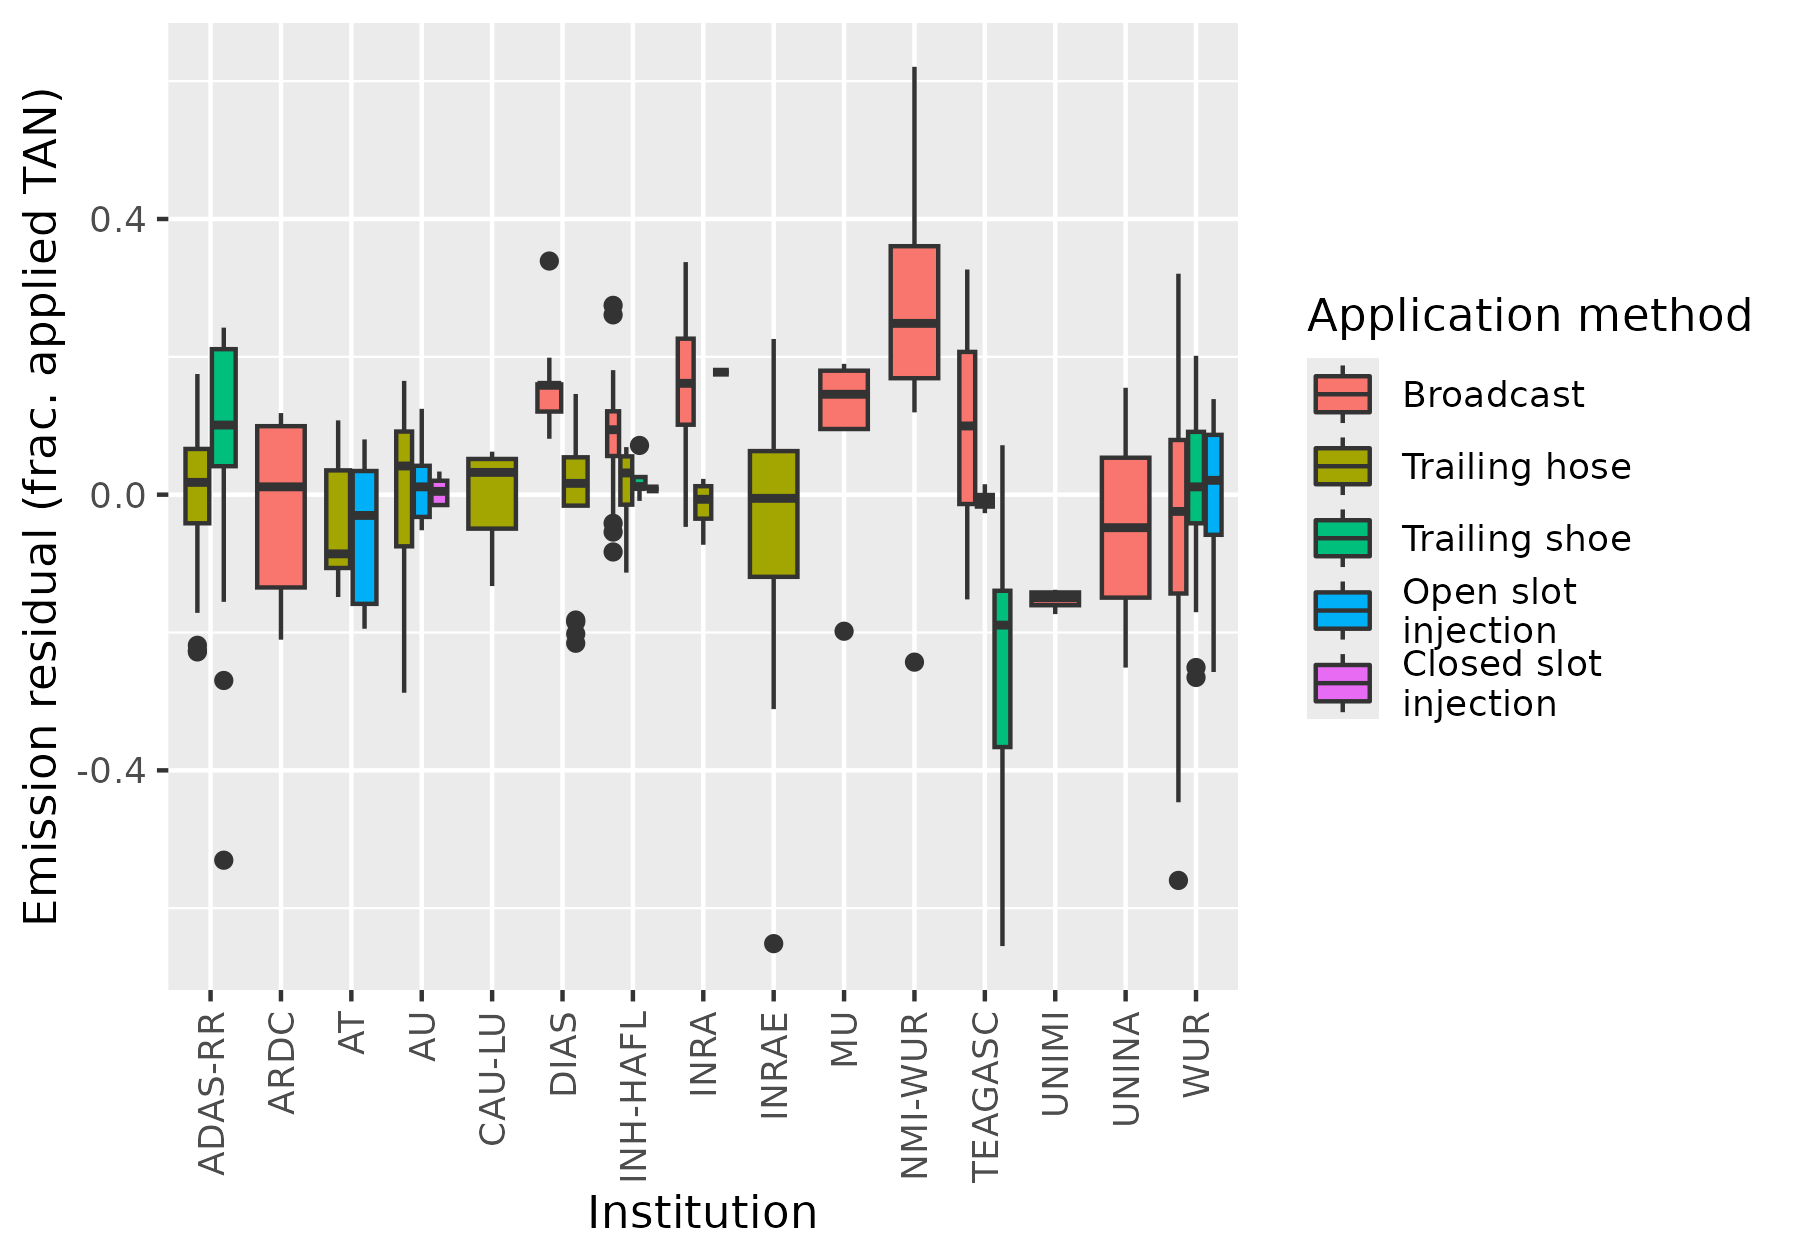 Emission residual (frac. applied TAN)
0.4
0.0
-0.4
ADAS-RR
ARDC
AT
AU
CAU-LU
DIAS
INH-HAFL
INRA
INRAE
MU
NMI-WUR
TEAGASC
UNIMI
UNINA
WUR
Institution
Application method
Broadcast
Trailing hose
Trailing shoe
Open slot
injection
Closed slot
injection